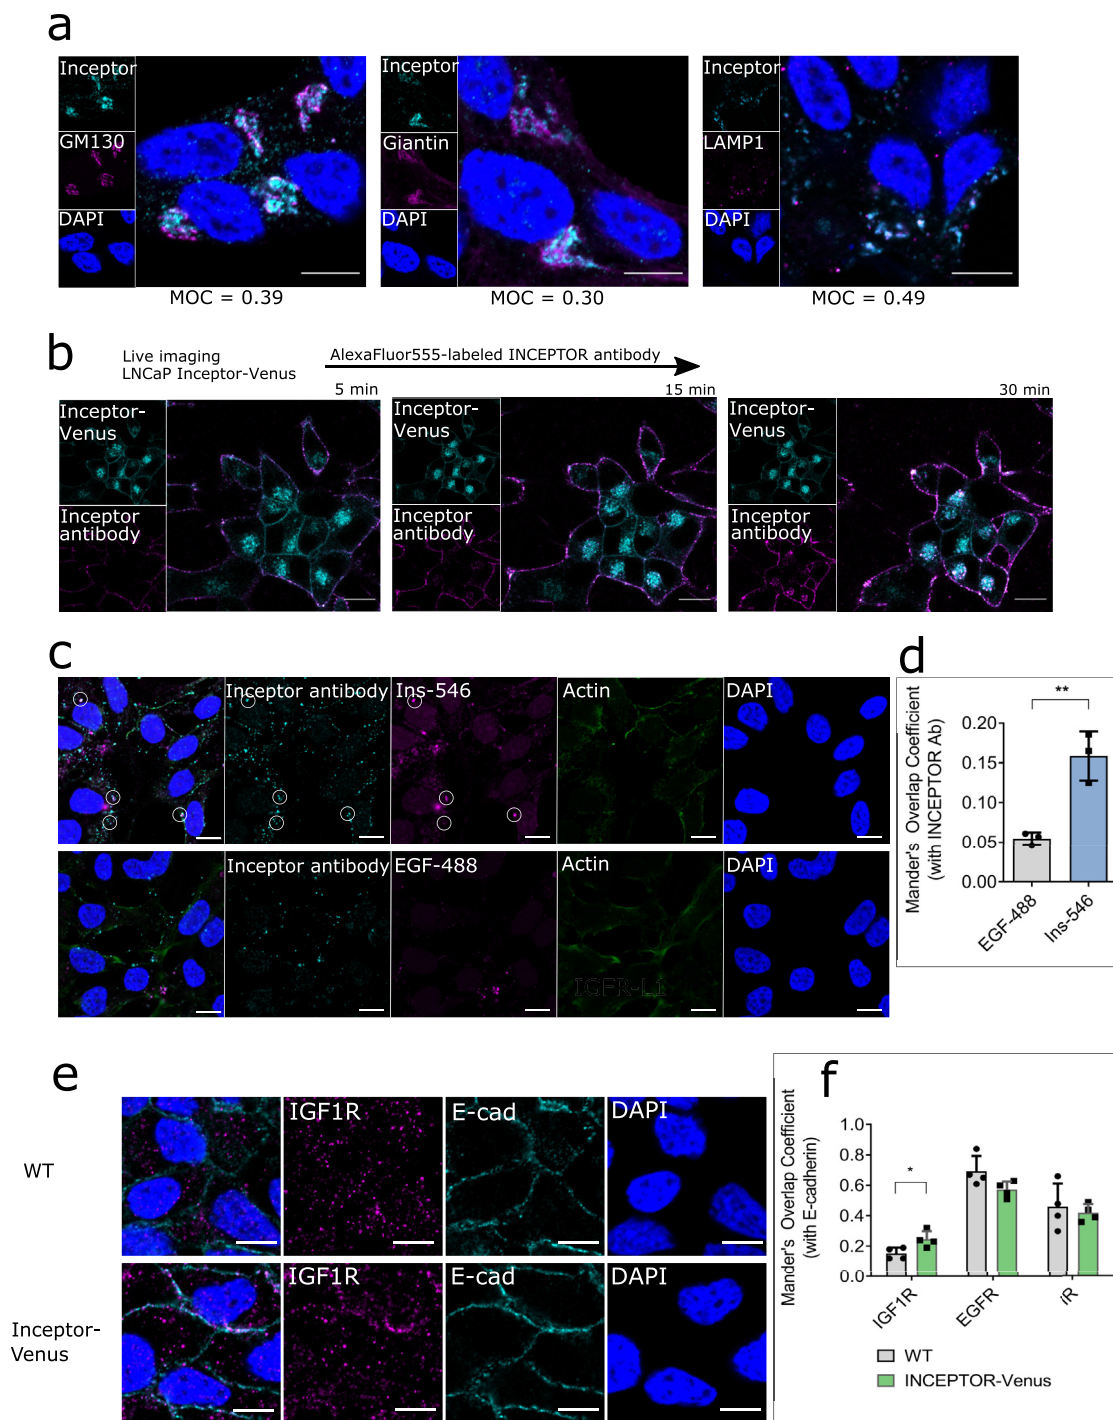 a
Inceptor
GM130
DAPI
MOC = 0.39
Inceptor
Giantin
DAPI
MOC = 0.30
Inceptor
LAMP1
DAPI
MOC = 0.49
b
Live imaging
LNCaP Inceptor-Venus
AlexaFluor555-labeled INCEPTOR antibody
5 min
15 min
30 min
Inceptor-
Venus
Inceptor
antibody
Inceptor-
Venus
Inceptor
antibody
Inceptor-
Venus
Inceptor
antibody
c
Inceptor antibody
Ins-546
Actin
DAPI
Inceptor antibody
EGF-488
Actin
DAPI
IGFR-L1
d
Mander's Overlap Coefficient
(with INCEPTOR Ab)
0.20
0.15
0.10
0.05
0.00
**
EGF-488
Ins-546
e
WT
IGF1R
E-cad
DAPI
Inceptor-
Venus
IGF1R
E-cad
DAPI
f
Mander's Overlap Coefficient
(with E-cadherin)
1.0
0.8
0.6
0.4
0.2
0.0
*
IGF1R
EGFR
iR
WT
INCEPTOR-Venus